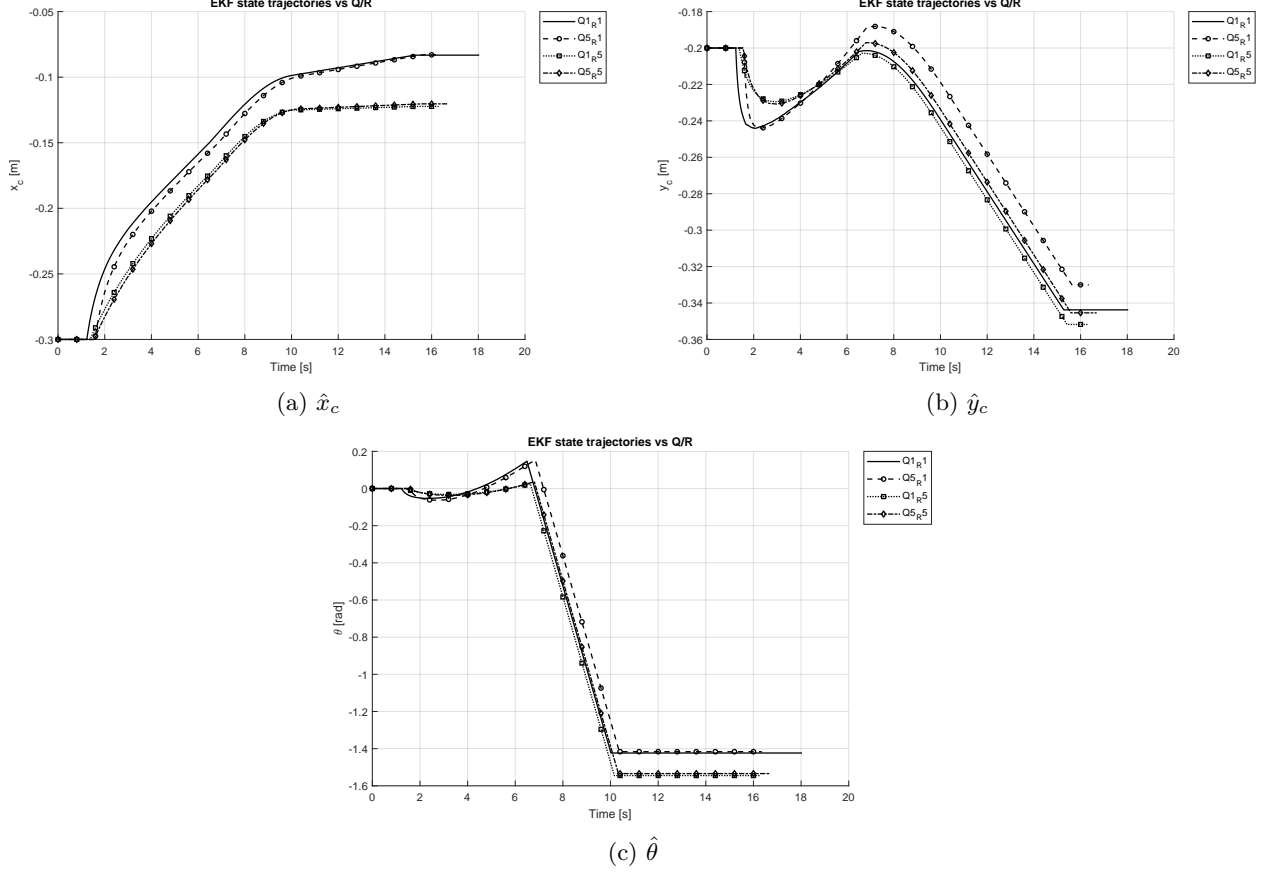 EKF state trajectories vs Q/R
-0.05
-0.1
-0.15
-0.2
-0.25
-0.3
x_c [m]
0 2 4 6 8 10 12 14 16 18 20
Time [s]
Q1_R1
Q5_R1
Q1_R5
Q5_R5
(a) x̂_c
EKF state trajectories vs Q/R
-0.18
-0.2
-0.22
-0.24
-0.26
-0.28
-0.3
-0.32
-0.34
-0.36
y_c [m]
0 2 4 6 8 10 12 14 16 18 20
Time [s]
Q1_R1
Q5_R1
Q1_R5
Q5_R5
(b) ŷ_c
EKF state trajectories vs Q/R
0.2
0
-0.2
-0.4
-0.6
-0.8
-1
-1.2
-1.4
-1.6
θ [rad]
0 2 4 6 8 10 12 14 16 18 20
Time [s]
Q1_R1
Q5_R1
Q1_R5
Q5_R5
(c) θ̂